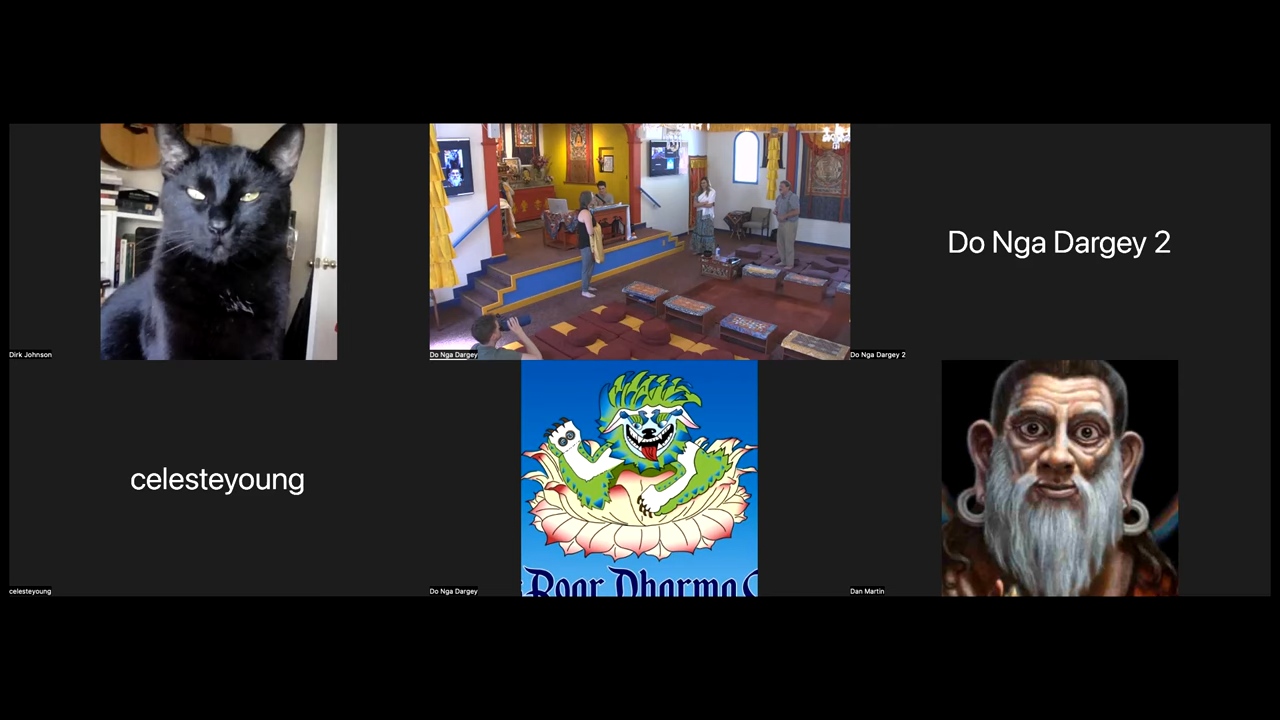 Dirk Johnson
Do Nga Dargey
Do Nga Dargey 2
Do Nga Dargey 2
celesteyoung
celesteyoung
Roar Dharma
Do Nga Dargey
Dan Martin